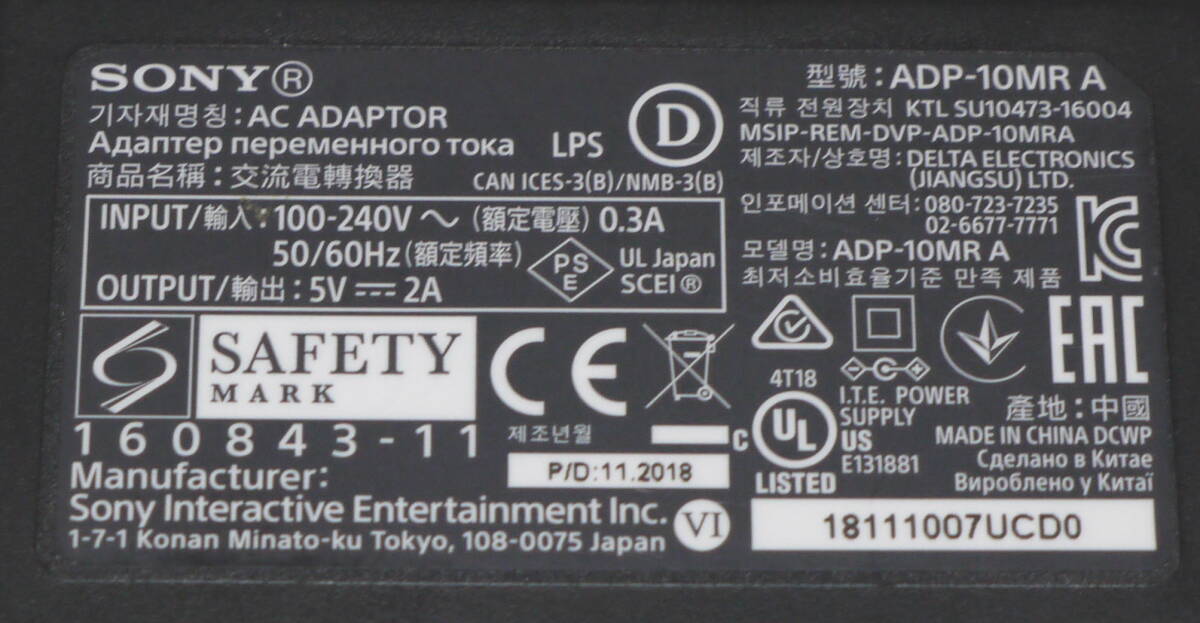 SONY®
기자재명칭: AC ADAPTOR
Адаптер переменного тока
LPS
D
商品名稱：交流電轉換器
CAN ICES-3(B)/NMB-3(B)
INPUT/輸入：100-240V ～ (額定電壓) 0.3A
50/60Hz (額定頻率)
OUTPUT/輸出：5V ⎓ 2A
PS
E
UL Japan
SCEI®
SAFETY
MARK
160843-11
CE
제조년월
P/D:11.2018
Manufacturer:
Sony Interactive Entertainment Inc.
1-7-1 Konan Minato-ku Tokyo, 108-0075 Japan
VI
型號：ADP-10MR A
직류 전원장치 KTL SU10473-16004
MSIP-REM-DVP-ADP-10MRA
제조자/상호명: DELTA ELECTRONICS
(JIANGSU) LTD.
인포메이션 센터: 080-723-7235
02-6677-7771
모델명: ADP-10MR A
최저소비효율기준 만족 제품
EAC
4T18
C
UL
US
LISTED
I.T.E. POWER
SUPPLY
E131881
產地：中國
MADE IN CHINA DCWP
Сделано в Китае
Вироблено у Китаї
18111007UCD0